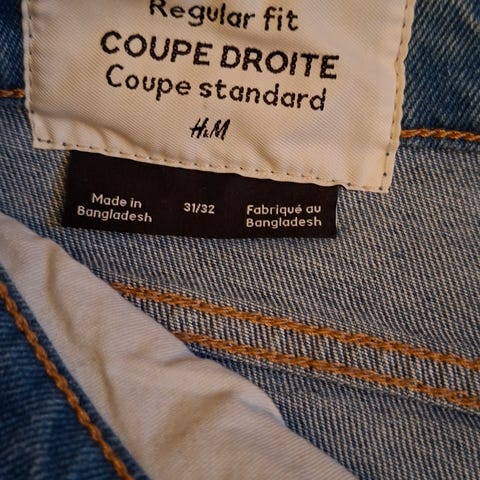 Regular fit
COUPE DROITE
Coupe standard
H&M
Made in
Bangladesh
31/32
Fabriqué au
Bangladesh